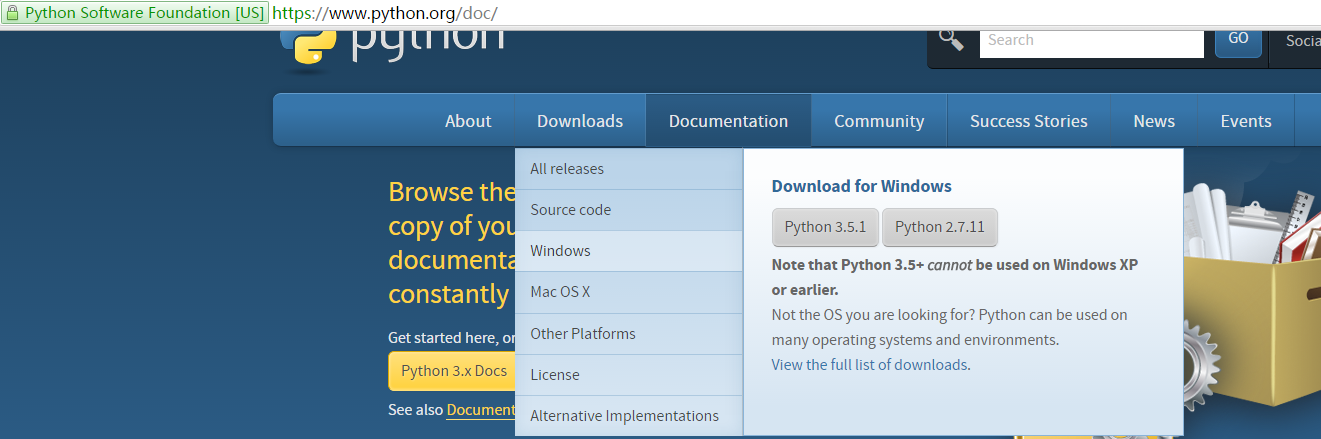 Python Software Foundation [US] https://www.python.org/doc/
python
Search
GO
Socia
About Downloads Documentation Community Success Stories News Events
All releases
Source code
Windows
Mac OS X
Other Platforms
License
Alternative Implementations
Download for Windows
Python 3.5.1 Python 2.7.11
Note that Python 3.5+ cannot be used on Windows XP
or earlier.
Not the OS you are looking for? Python can be used on
many operating systems and environments.
View the full list of downloads.
Browse the
copy of you
documenta
constantly
Get started here, or
Python 3.x Docs
See also Document